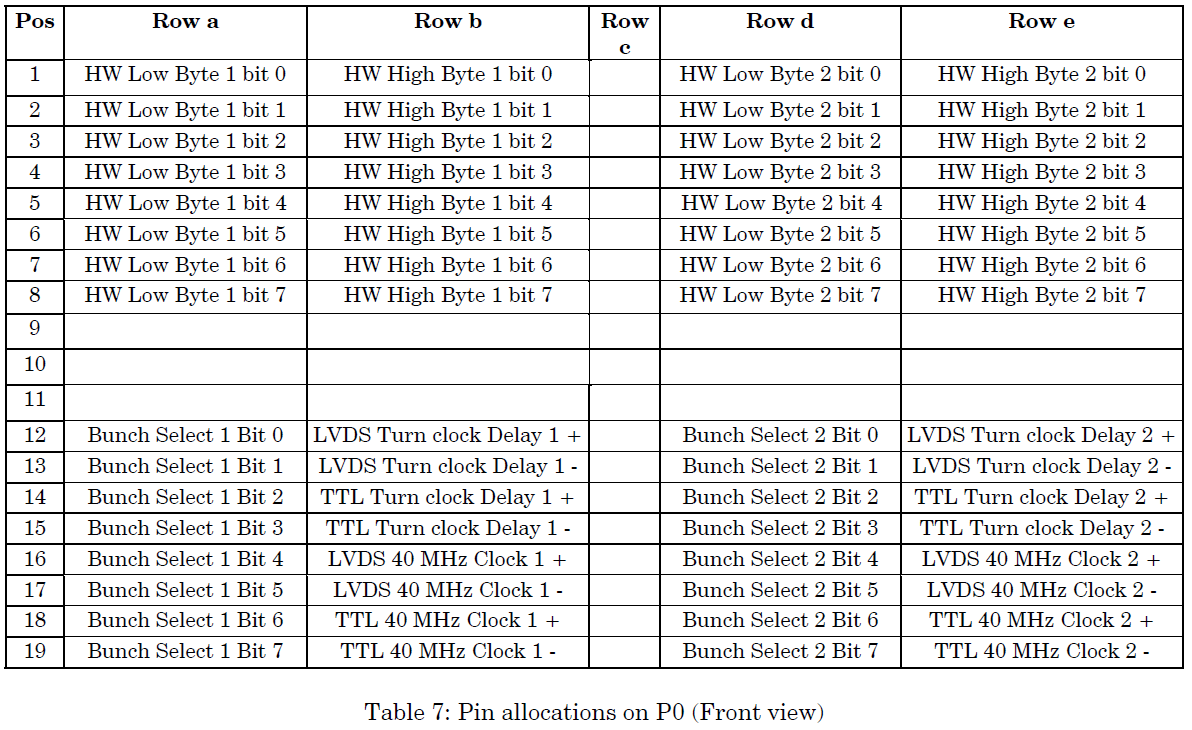 Pos Row a Row b Row c Row d Row e
1 HW Low Byte 1 bit 0 HW High Byte 1 bit 0 HW Low Byte 2 bit 0 HW High Byte 2 bit 0
2 HW Low Byte 1 bit 1 HW High Byte 1 bit 1 HW Low Byte 2 bit 1 HW High Byte 2 bit 1
3 HW Low Byte 1 bit 2 HW High Byte 1 bit 2 HW Low Byte 2 bit 2 HW High Byte 2 bit 2
4 HW Low Byte 1 bit 3 HW High Byte 1 bit 3 HW Low Byte 2 bit 3 HW High Byte 2 bit 3
5 HW Low Byte 1 bit 4 HW High Byte 1 bit 4 HW Low Byte 2 bit 4 HW High Byte 2 bit 4
6 HW Low Byte 1 bit 5 HW High Byte 1 bit 5 HW Low Byte 2 bit 5 HW High Byte 2 bit 5
7 HW Low Byte 1 bit 6 HW High Byte 1 bit 6 HW Low Byte 2 bit 6 HW High Byte 2 bit 6
8 HW Low Byte 1 bit 7 HW High Byte 1 bit 7 HW Low Byte 2 bit 7 HW High Byte 2 bit 7
9
10
11
12 Bunch Select 1 Bit 0 LVDS Turn clock Delay 1 + Bunch Select 2 Bit 0 LVDS Turn clock Delay 2 +
13 Bunch Select 1 Bit 1 LVDS Turn clock Delay 1 - Bunch Select 2 Bit 1 LVDS Turn clock Delay 2 -
14 Bunch Select 1 Bit 2 TTL Turn clock Delay 1 + Bunch Select 2 Bit 2 TTL Turn clock Delay 2 +
15 Bunch Select 1 Bit 3 TTL Turn clock Delay 1 - Bunch Select 2 Bit 3 TTL Turn clock Delay 2 -
16 Bunch Select 1 Bit 4 LVDS 40 MHz Clock 1 + Bunch Select 2 Bit 4 LVDS 40 MHz Clock 2 +
17 Bunch Select 1 Bit 5 LVDS 40 MHz Clock 1 - Bunch Select 2 Bit 5 LVDS 40 MHz Clock 2 -
18 Bunch Select 1 Bit 6 TTL 40 MHz Clock 1 + Bunch Select 2 Bit 6 TTL 40 MHz Clock 2 +
19 Bunch Select 1 Bit 7 TTL 40 MHz Clock 1 - Bunch Select 2 Bit 7 TTL 40 MHz Clock 2 -
Table 7: Pin allocations on P0 (Front view)